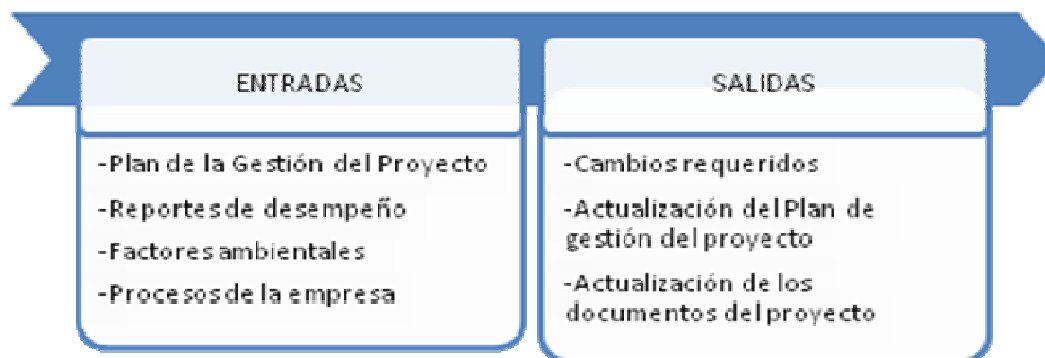 ENTRADAS
-Plan de la Gestión del Proyecto
-Reportes de desempeño
-Factores ambientales
-Procesos de la empresa
SALIDAS
-Cambios requeridos
-Actualización del Plan de
gestión del proyecto
-Actualización de los
documentos del proyecto